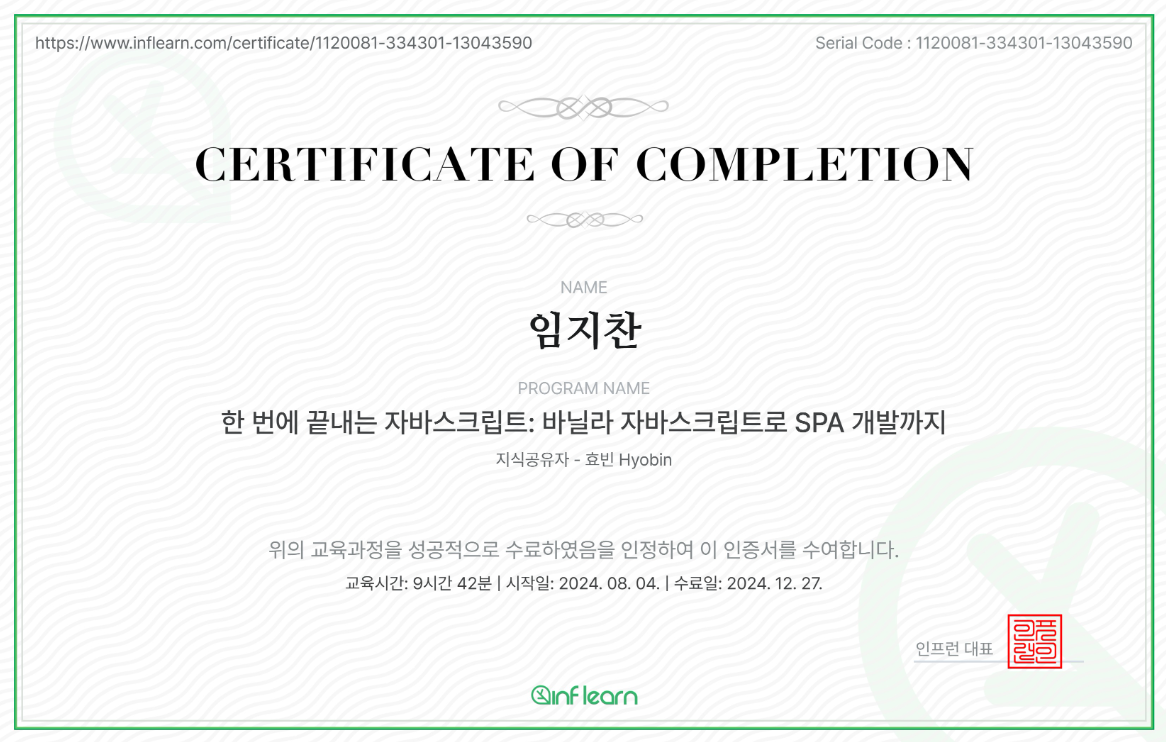 https://www.inflearn.com/certificate/1120081-334301-13043590
Serial Code : 1120081-334301-13043590
CERTIFICATE OF COMPLETION
NAME
임지찬
PROGRAM NAME
한 번에 끝내는 자바스크립트: 바닐라 자바스크립트로 SPA 개발까지
지식공유자 - 효빈 Hyobin
위의 교육과정을 성공적으로 수료하였음을 인정하여 이 인증서를 수여합니다.
교육시간: 9시간 42분 | 시작일: 2024. 08. 04. | 수료일: 2024. 12. 27.
인프런 대표
인프런인
inflearn